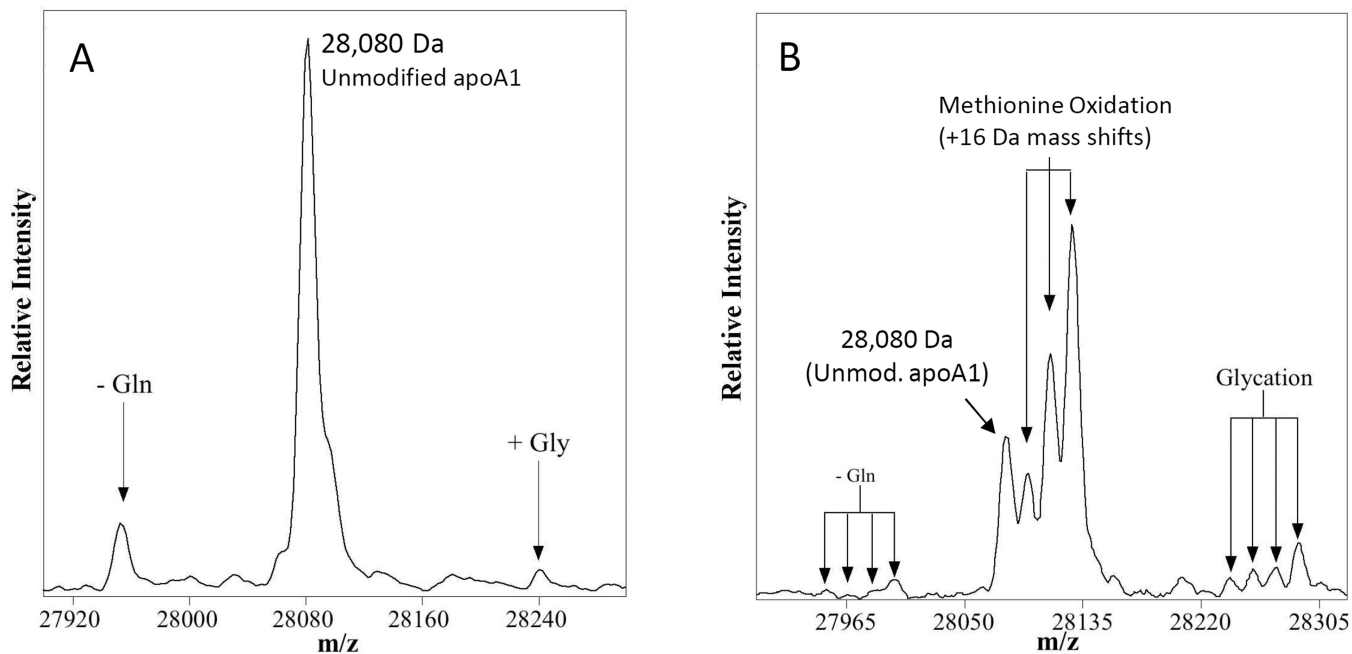 A
28,080 Da
Unmodified apoA1
- Gln
+ Gly
Relative Intensity
27920 28000 28080 28160 28240
m/z
B
Methionine Oxidation
(+16 Da mass shifts)
28,080 Da
(Unmod. apoA1)
Glycation
- Gln
Relative Intensity
27965 28050 28135 28220 28305
m/z